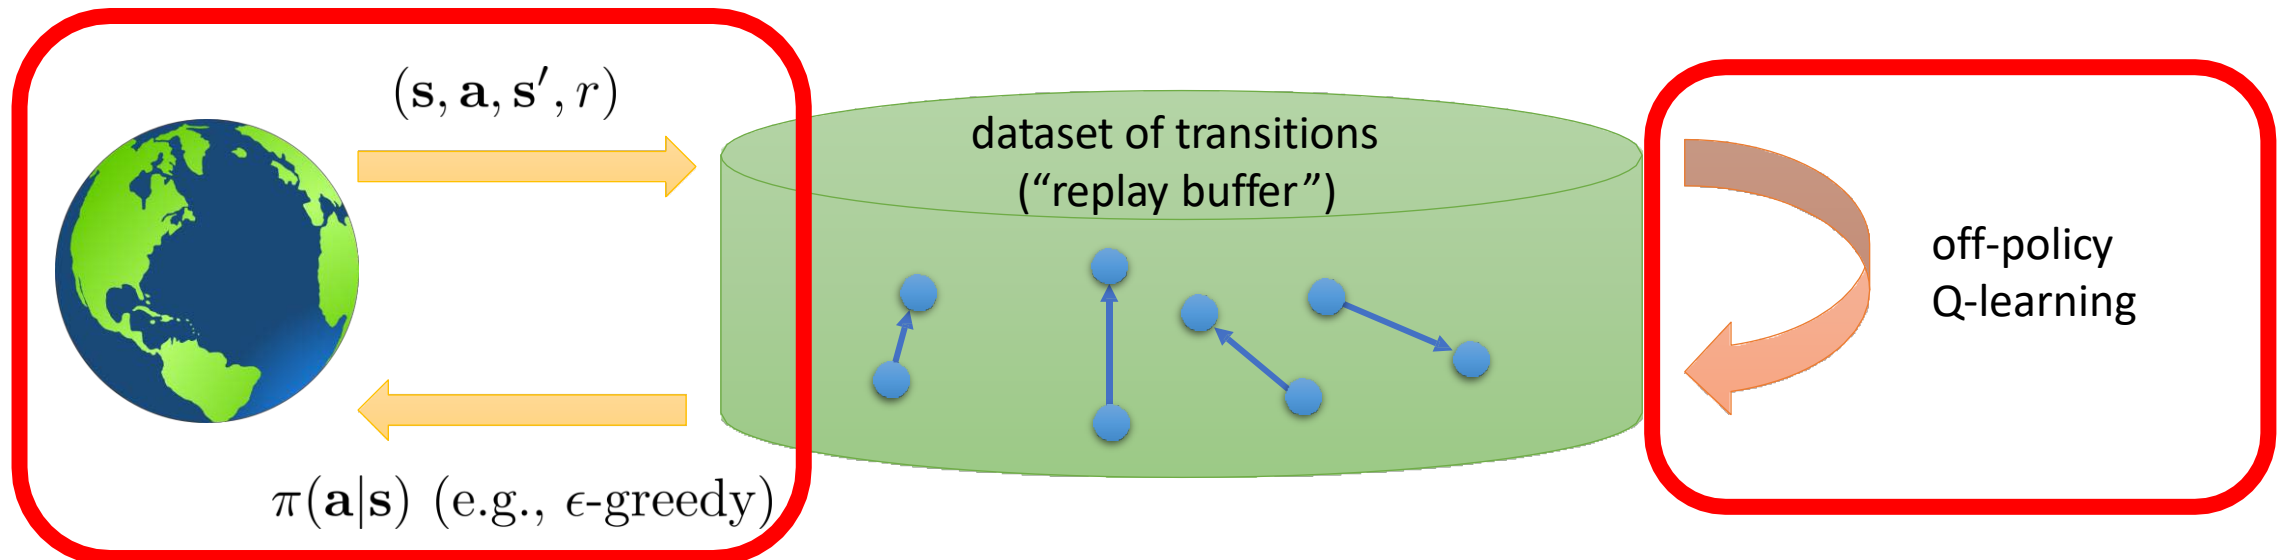 (s, a, s′, r)
dataset of transitions
(“replay buffer”)
off-policy
Q-learning
π(a|s) (e.g., ϵ-greedy)